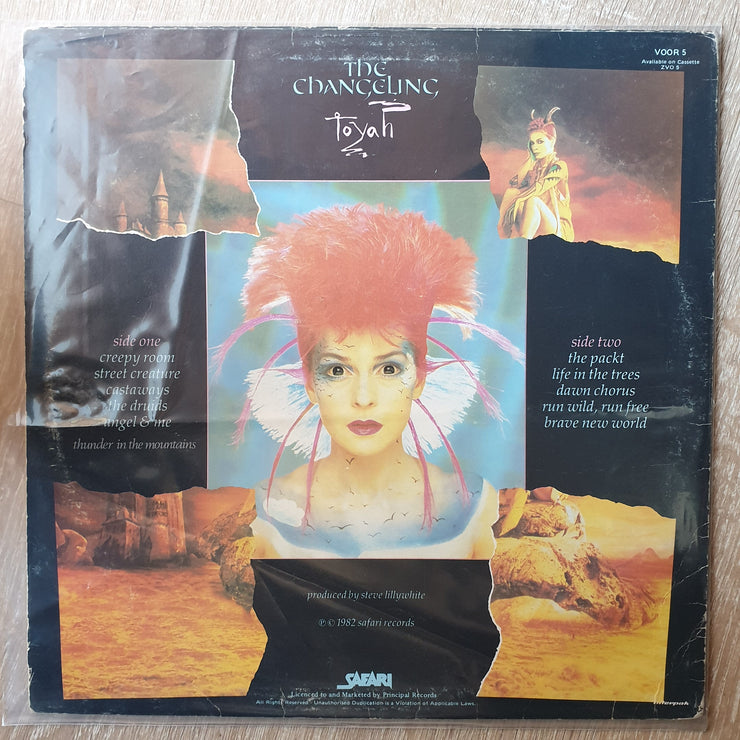 VOOR 5
Available on Cassette
ZVO 5
THE
CHANGELING
toyah
side one
creepy room
street creature
castaways
the druids
angel & me
thunder in the mountains
side two
the packt
life in the trees
dawn chorus
run wild, run free
brave new world
produced by steve lillywhite
℗ © 1982 safari records
SAFARI
Licenced to and Marketed by Principal Records
All Rights Reserved Unauthorised Duplication is a Violation of Applicable Laws.
interpak